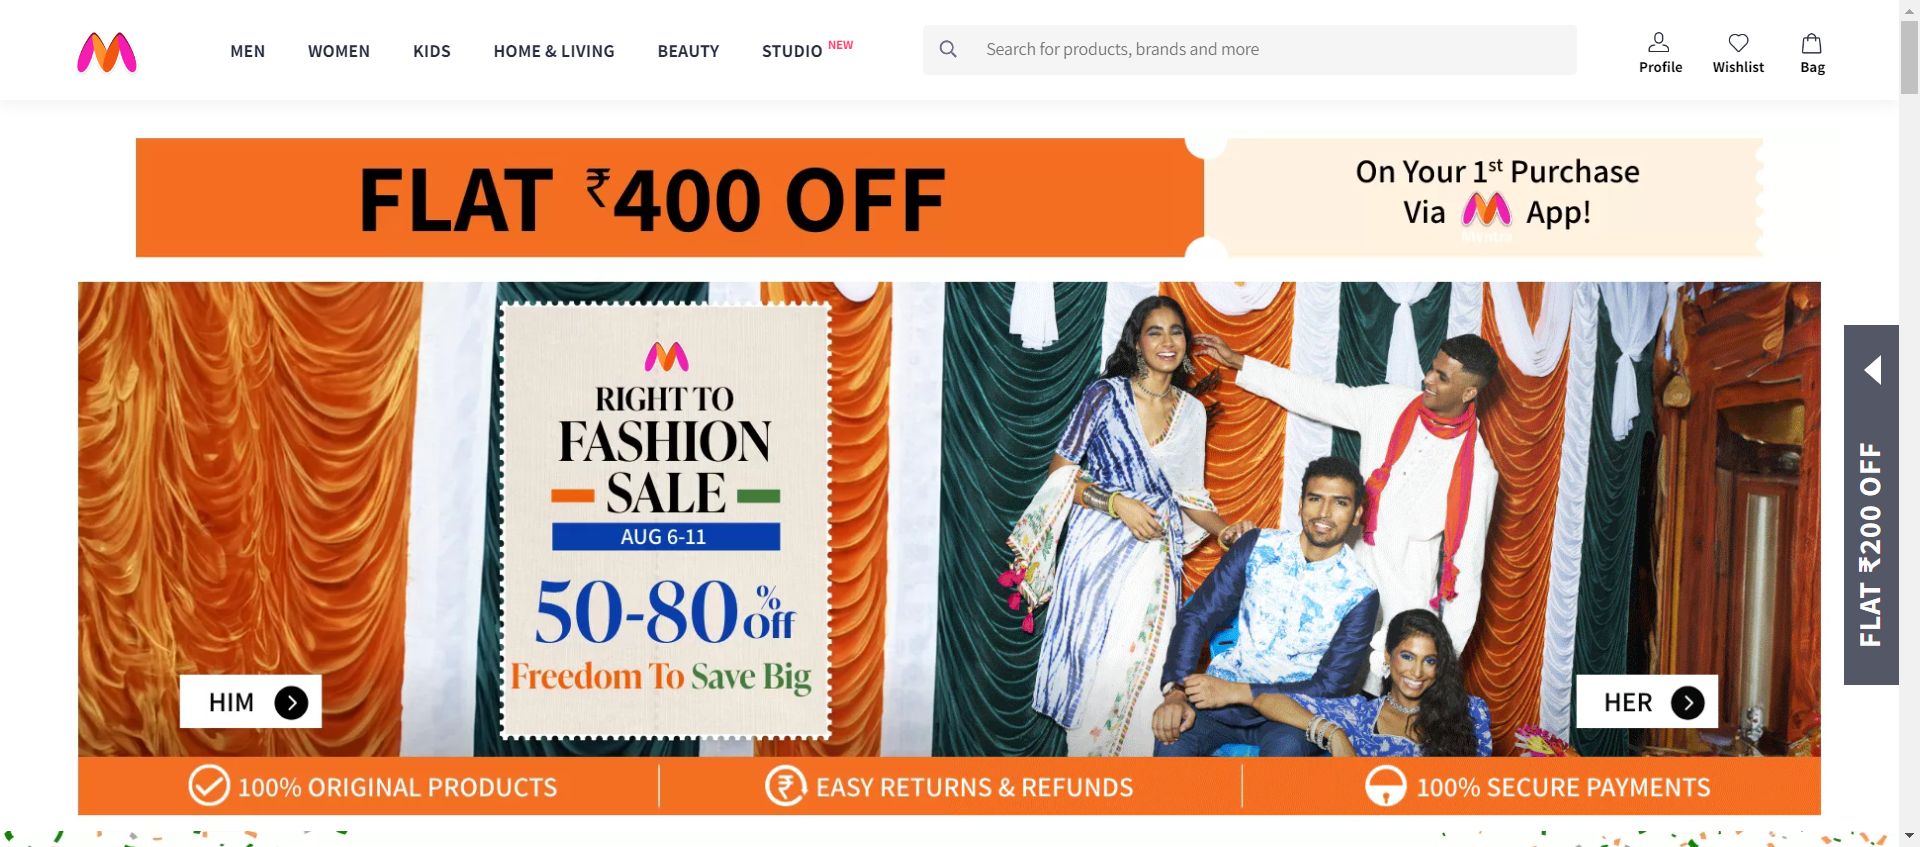 MEN
WOMEN
KIDS
HOME & LIVING
BEAUTY
STUDIO NEW
Search for products, brands and more
Profile
Wishlist
Bag
FLAT ₹400 OFF
On Your 1st Purchase
Via App!
Myntra
RIGHT TO
FASHION
SALE
AUG 6-11
50-80% Off
Freedom To Save Big
HIM
HER
FLAT ₹200 OFF
100% ORIGINAL PRODUCTS
EASY RETURNS & REFUNDS
100% SECURE PAYMENTS